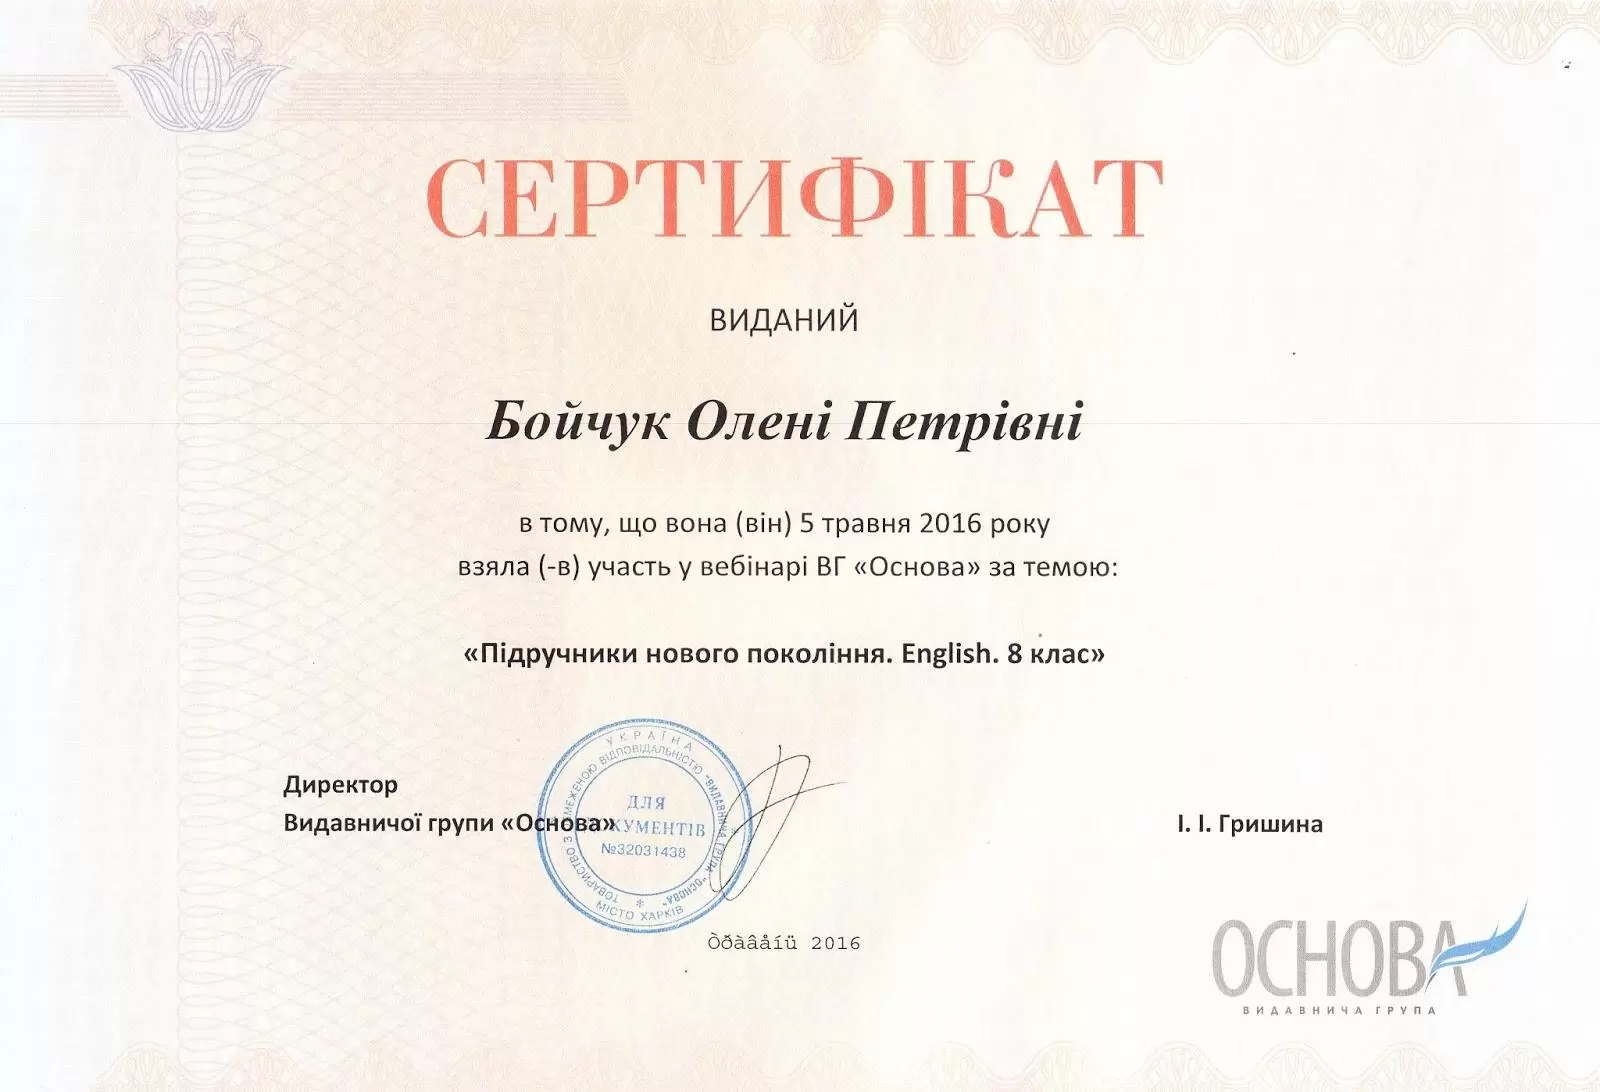 СЕРТИФІКАТ
ВИДАНИЙ
Бойчук Олені Петрівні
в тому, що вона (він) 5 травня 2016 року
взяла (-в) участь у вебінарі ВГ «Основа» за темою:
«Підручники нового покоління. English. 8 клас»
Директор
Видавничої групи «Основа»
І. І. Гришина
УКРАЇНА
ТОВАРИСТВО З ОБМЕЖЕНОЮ ВІДПОВІДАЛЬНІСТЮ "ВИДАВНИЧА ГРУПА "ОСНОВА"
* МІСТО ХАРКІВ
ДЛЯ
ДОКУМЕНТІВ
№32031438
Òðàâåíü 2016
ОСНОВА
ВИДАВНИЧА ГРУПА